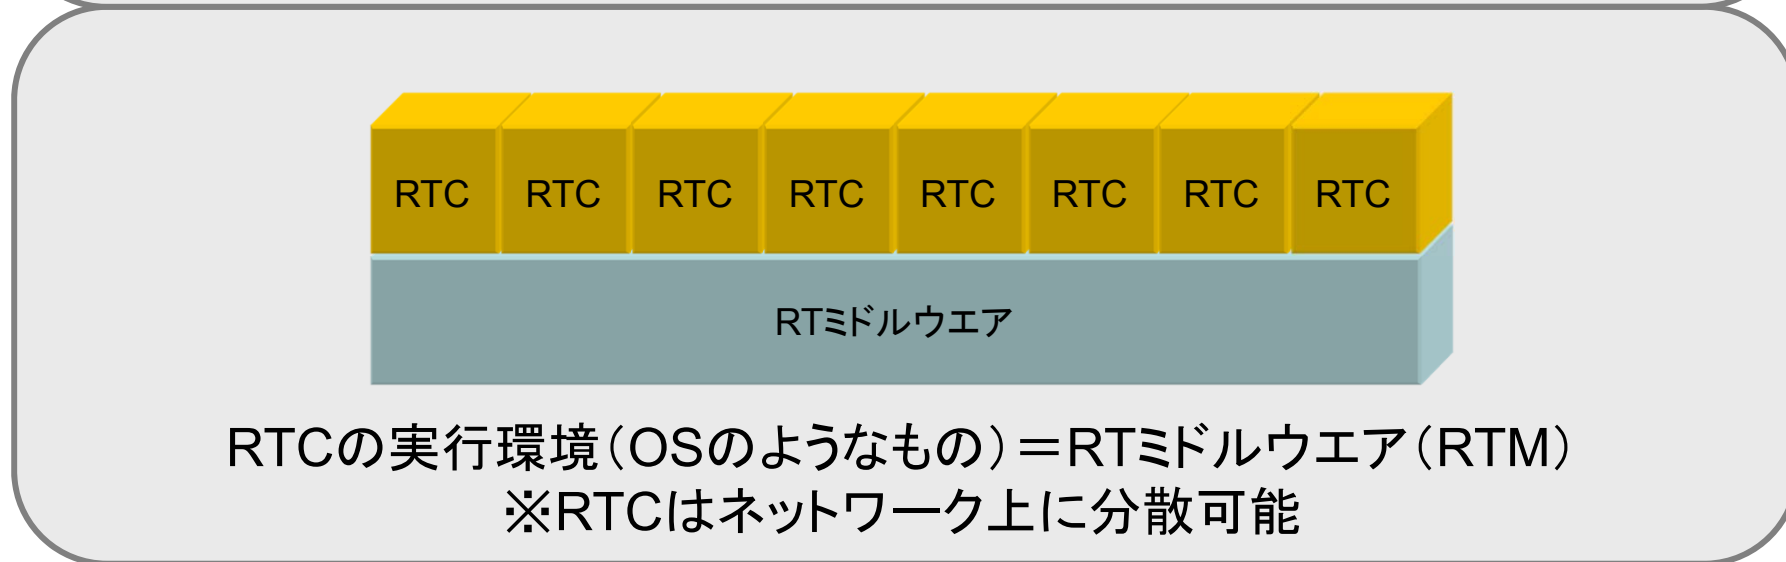 RTC RTC RTC RTC RTC RTC RTC RTC
RTミドルウエア
RTCの実行環境(OSのようなもの)=RTミドルウエア(RTM)
※RTCはネットワーク上に分散可能